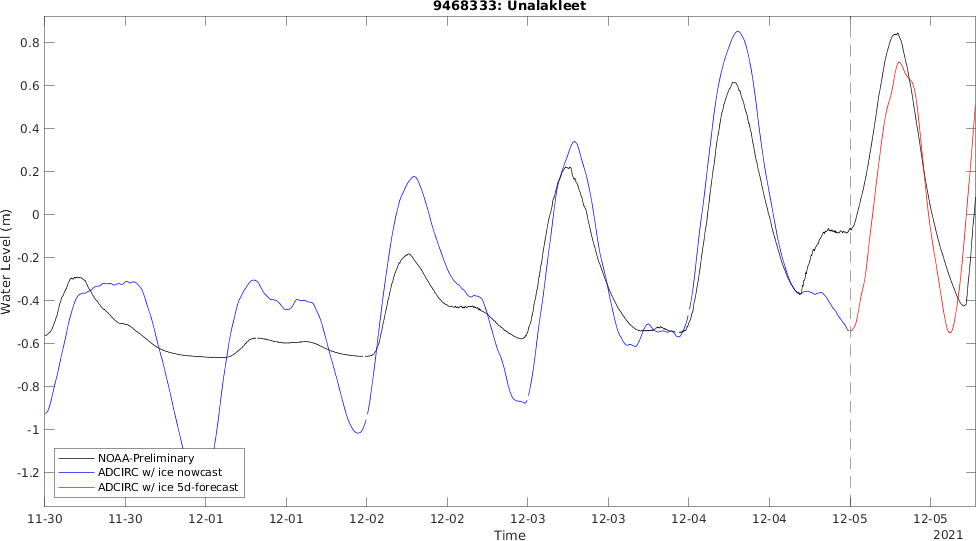 9468333: Unalakleet
0.8
0.6
0.4
0.2
0
-0.2
-0.4
-0.6
-0.8
-1
-1.2
Water Level (m)
NOAA-Preliminary
ADCIRC w/ ice nowcast
ADCIRC w/ ice 5d-forecast
11-30 11-30 12-01 12-01 12-02 12-02 12-03 12-03 12-04 12-04 12-05 12-05
Time
2021